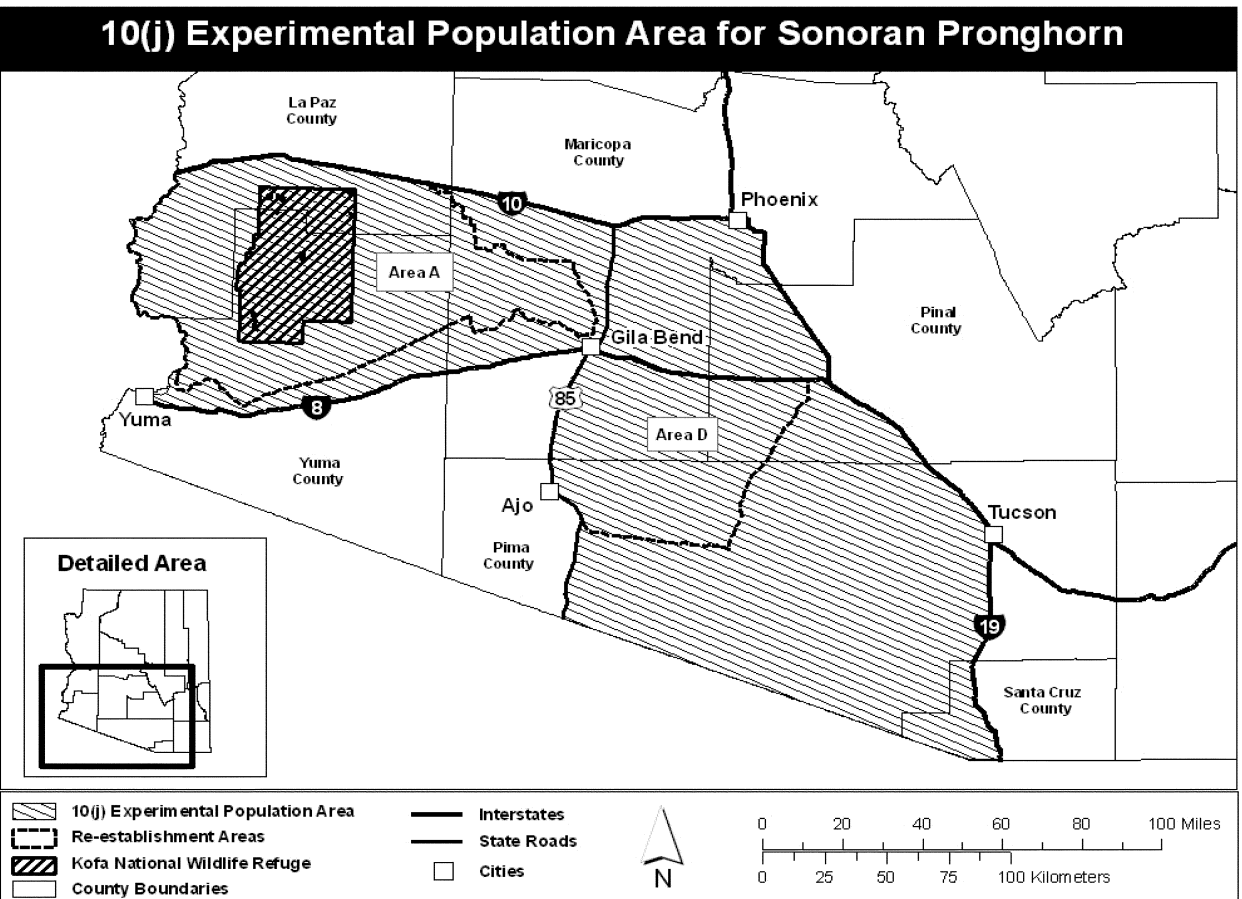 10(j) Experimental Population Area for Sonoran Pronghorn
La Paz
County
Maricopa
County
Phoenix
10
Area A
Pinal
County
Gila Bend
85
8
Yuma
Area D
Yuma
County
Ajo
Tucson
Pima
County
Detailed Area
19
Santa Cruz
County
10(j) Experimental Population Area
Re-establishment Areas
Kofa National Wildlife Refuge
County Boundaries
Interstates
State Roads
Cities
N
0 20 40 60 80 100 Miles
0 25 50 75 100 Kilometers